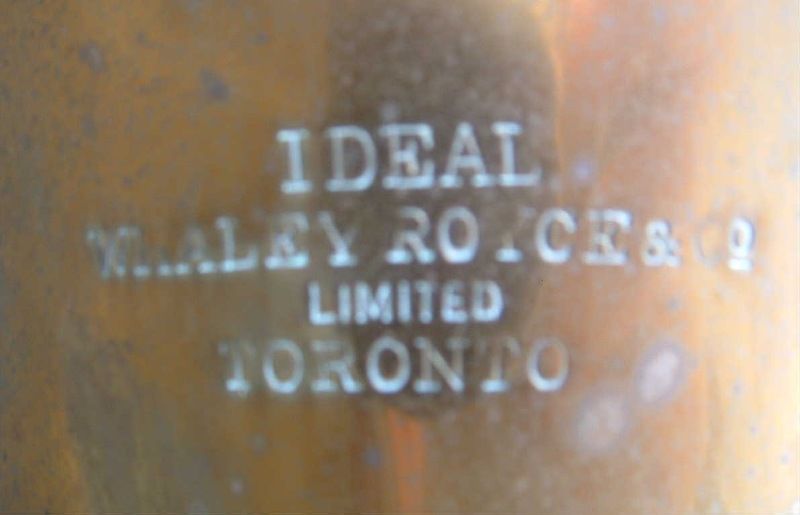 IDEAL
WHALEY ROYCE & Cº
LIMITED
TORONTO